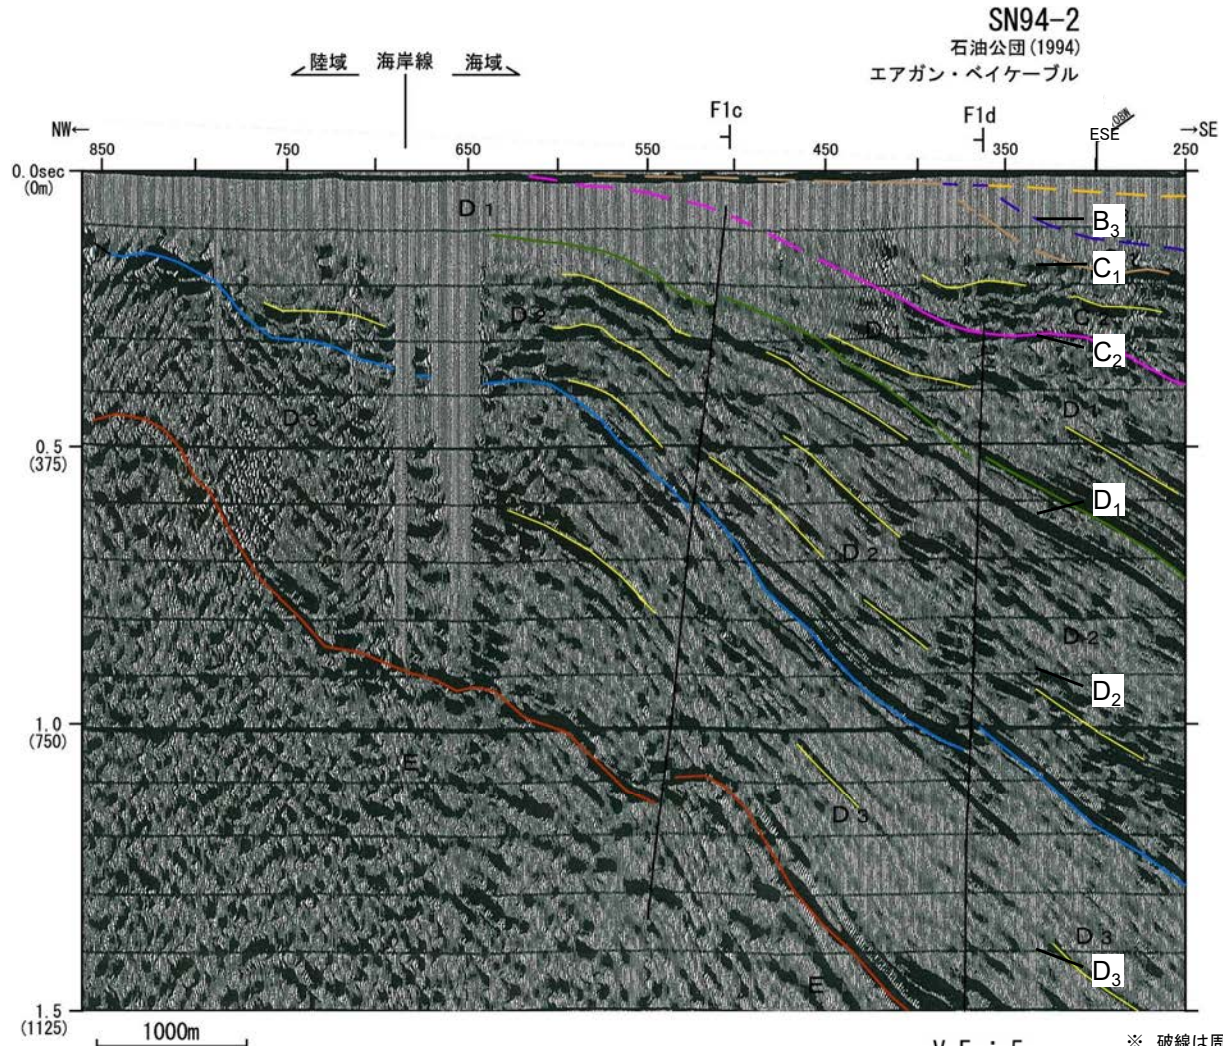 SN94-2
石油公団(1994)
エアガン・ベイケーブル
陸域 海岸線 海域
F1c
F1d
NW← ESE →SE
850 750 650 550 450 350 250
0.0sec
(0m)
D1
B3
C1
D2
D1
C2
D3
D1
0.5
(375)
D1
D2
D2
D2
1.0
(750)
E
D3
D3
D3
E
1.5
(1125)
1000m